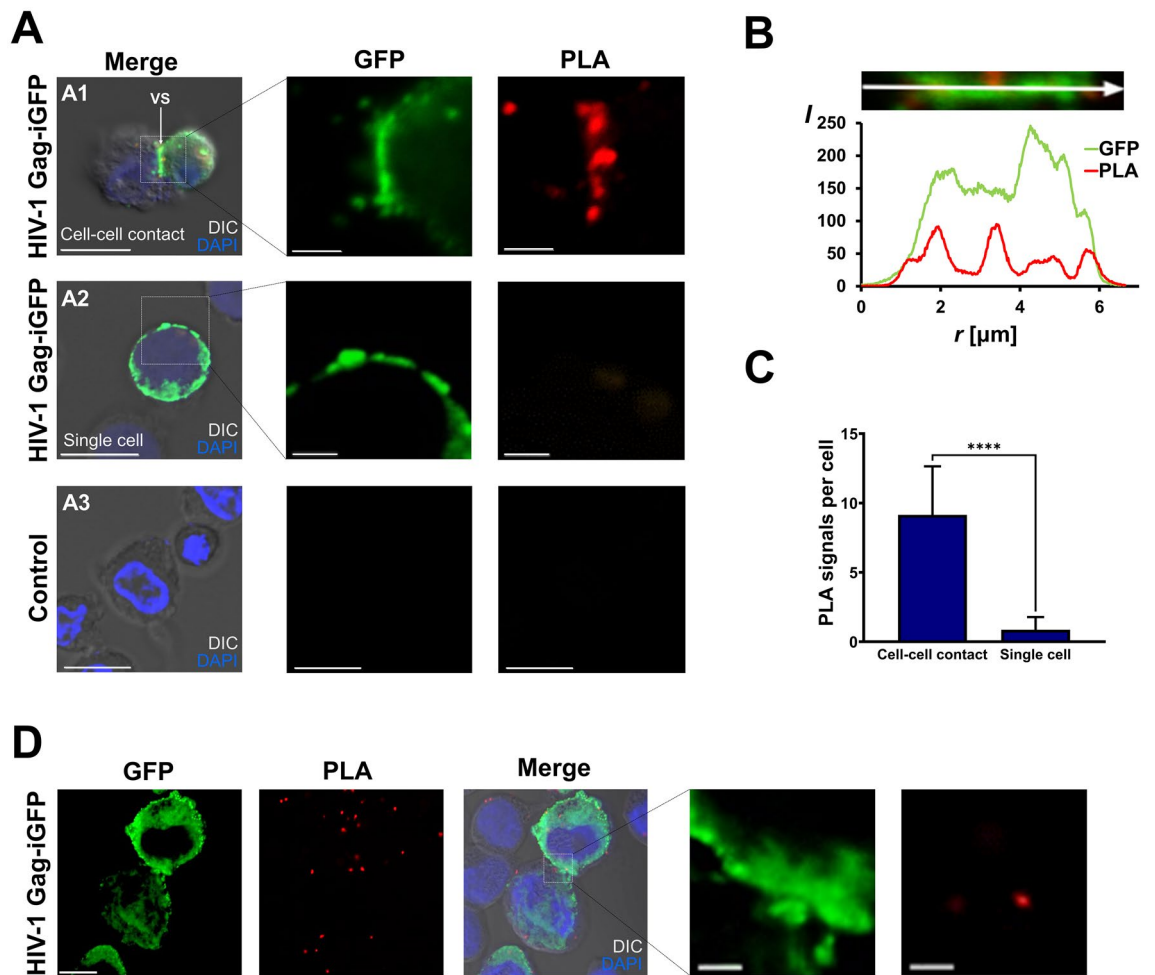 A
Merge
GFP
PLA
HIV-1 Gag-iGFP
A1
VS
Cell-cell contact
DIC
DAPI
HIV-1 Gag-iGFP
A2
Single cell
DIC
DAPI
Control
A3
DIC
DAPI
B
I
250
200
150
100
50
0
0
2
4
6
r [µm]
GFP
PLA
C
PLA signals per cell
15
10
5
0
****
Cell-cell contact
Single cell
D
GFP
PLA
Merge
HIV-1 Gag-iGFP
DIC
DAPI